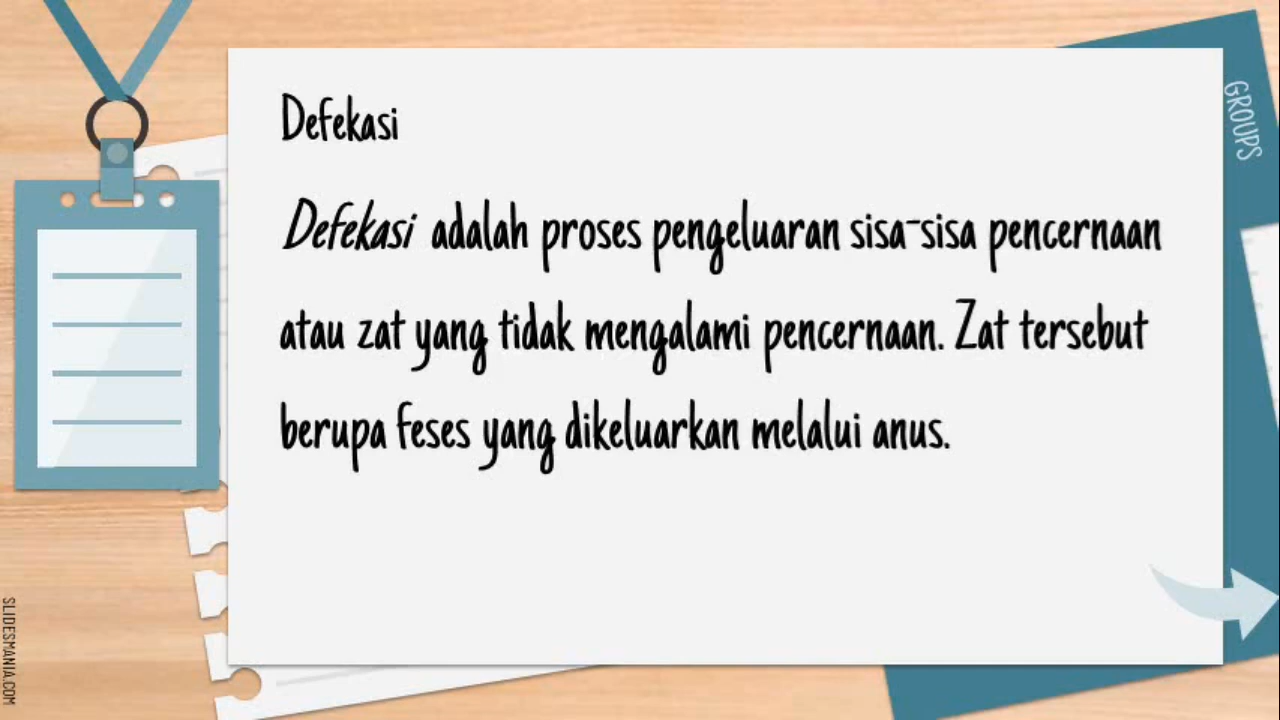 Defekasi
Defekasi adalah proses pengeluaran sisa-sisa pencernaan
atau zat yang tidak mengalami pencernaan. Zat tersebut
berupa feses yang dikeluarkan melalui anus.
GROUPS
SLIDESMANIA.COM